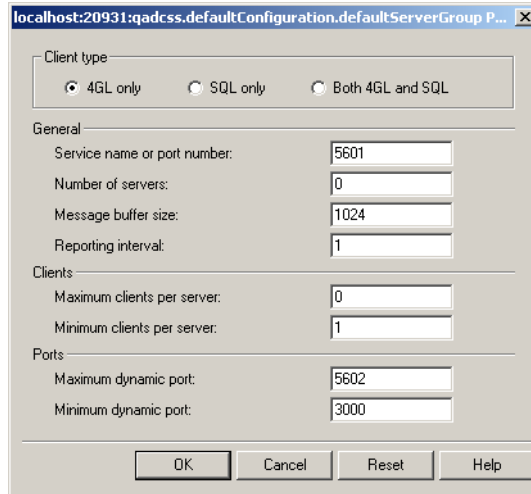 localhost:20931:qadcss.defaultConfiguration.defaultServerGroup P...
Client type
4GL only SQL only Both 4GL and SQL
General
Service name or port number: 5601
Number of servers: 0
Message buffer size: 1024
Reporting interval: 1
Clients
Maximum clients per server: 0
Minimum clients per server: 1
Ports
Maximum dynamic port: 5602
Minimum dynamic port: 3000
OK Cancel Reset Help